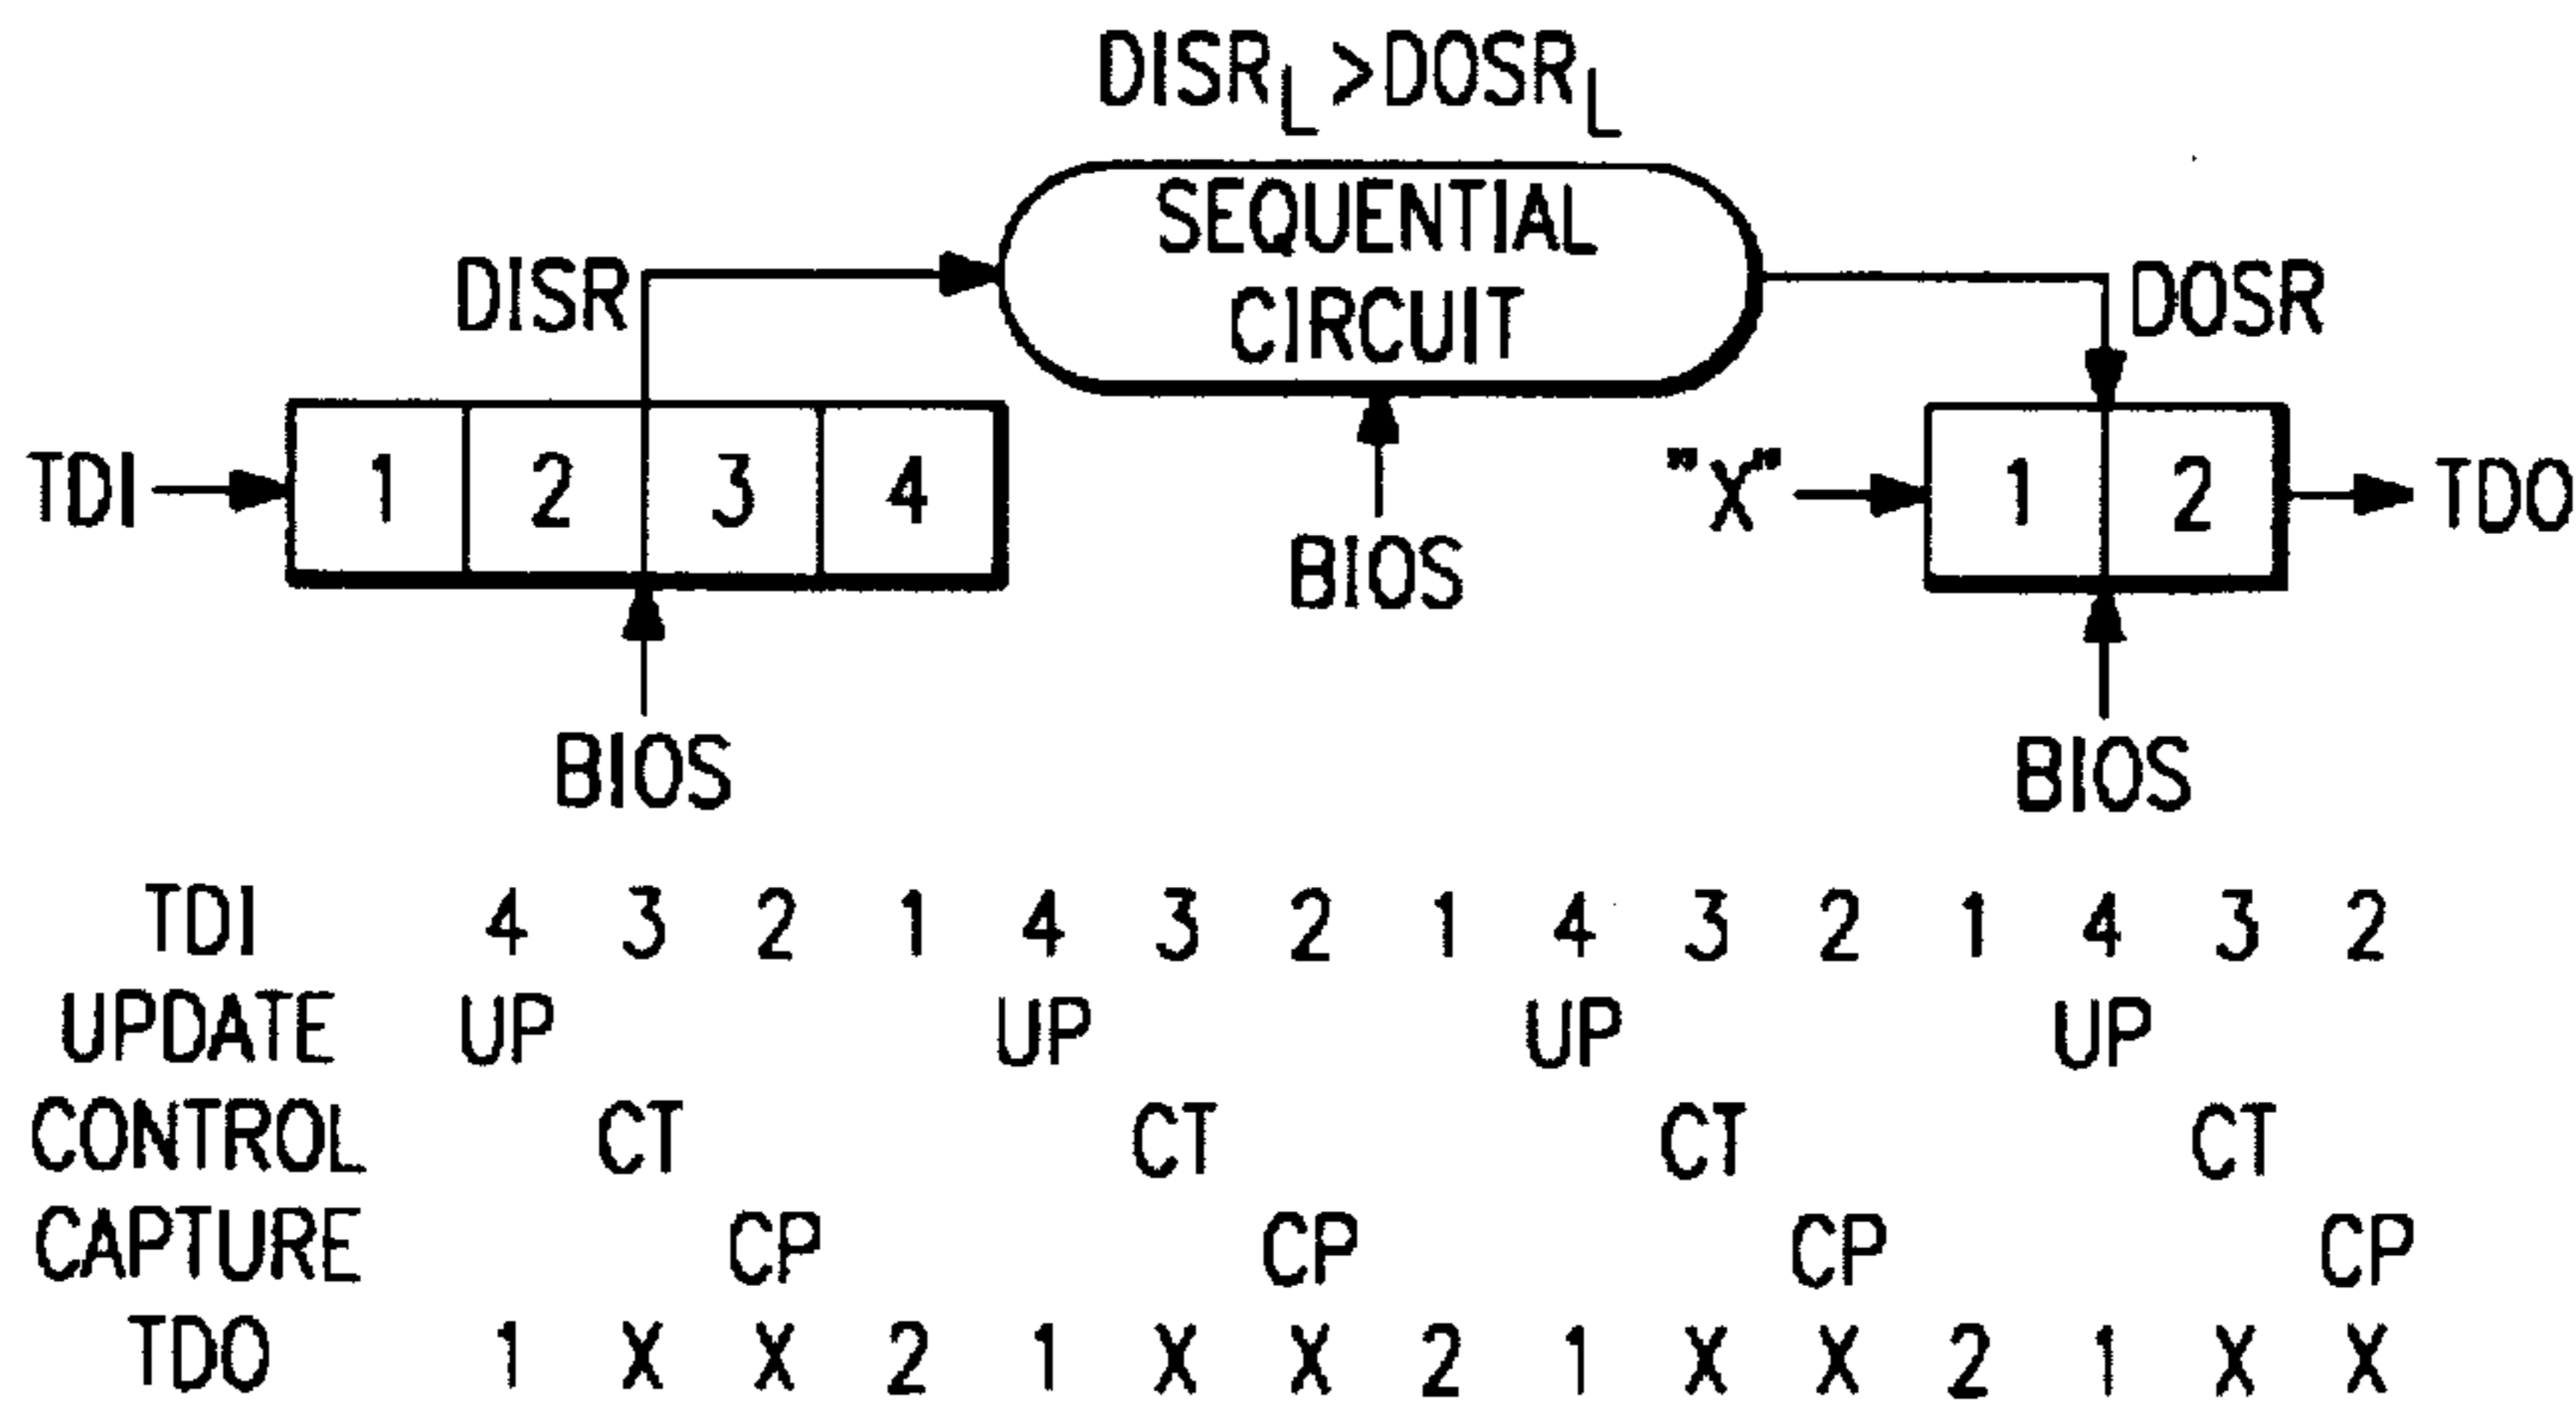 DISRL>DOSRL
SEQUENTIAL
CIRCUIT
DISR
DOSR
TDI
1 2 3 4
"X"
1 2
TDO
BIOS
BIOS
BIOS
TDI 4 3 2 1 4 3 2 1 4 3 2 1 4 3 2
UPDATE UP UP UP UP
CONTROL CT CT CT CT
CAPTURE CP CP CP CP
TDO 1 X X 2 1 X X 2 1 X X 2 1 X X